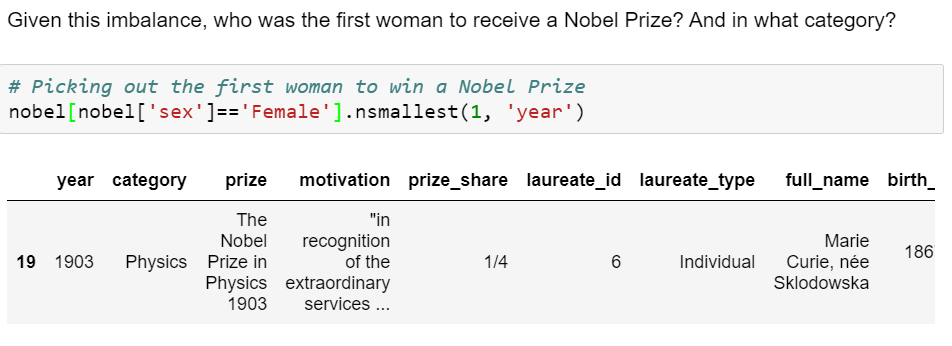 Given this imbalance, who was the first woman to receive a Nobel Prize? And in what category?
# Picking out the first woman to win a Nobel Prize
nobel[nobel['sex']=='Female'].nsmallest(1, 'year')
year category prize motivation prize_share laureate_id laureate_type full_name birth_
The "in
Nobel recognition Marie
19 1903 Physics Prize in of the 1/4 6 Individual Curie, née 186
Physics extraordinary Sklodowska
1903 services ...